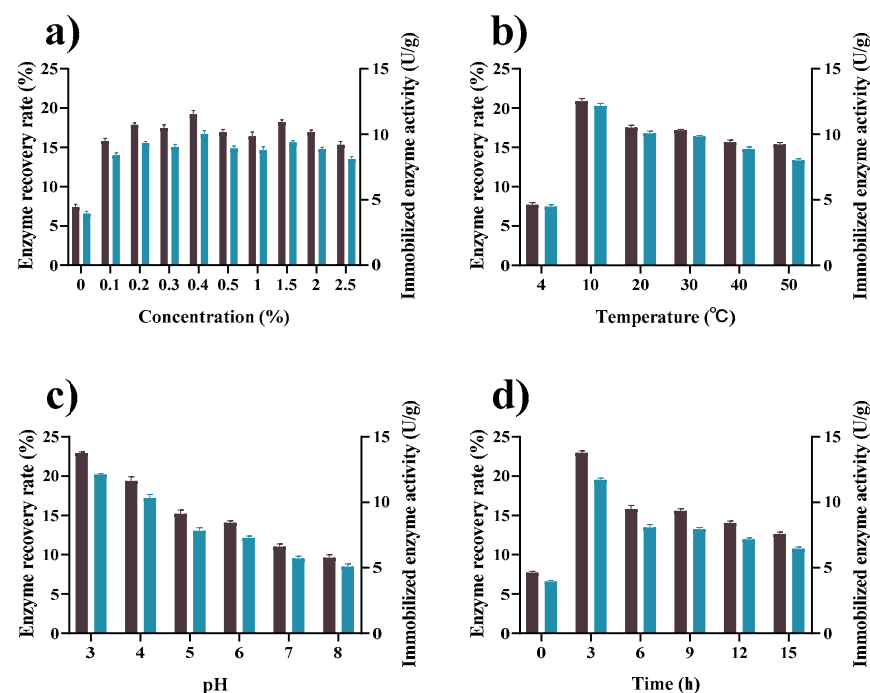 a)
Enzyme recovery rate (%)
25
20
15
10
5
0
15
10
5
0
Immobilized enzyme activity (U/g)
0 0.1 0.2 0.3 0.4 0.5 1 1.5 2 2.5
Concentration (%)
b)
Enzyme recovery rate (%)
25
20
15
10
5
0
15
10
5
0
Immobilized enzyme activity (U/g)
4 10 20 30 40 50
Temperature (℃)
c)
Enzyme recovery rate (%)
25
20
15
10
5
0
15
10
5
0
Immobilized enzyme activity (U/g)
3 4 5 6 7 8
pH
d)
Enzyme recovery rate (%)
25
20
15
10
5
0
15
10
5
0
Immobilized enzyme activity (U/g)
0 3 6 9 12 15
Time (h)